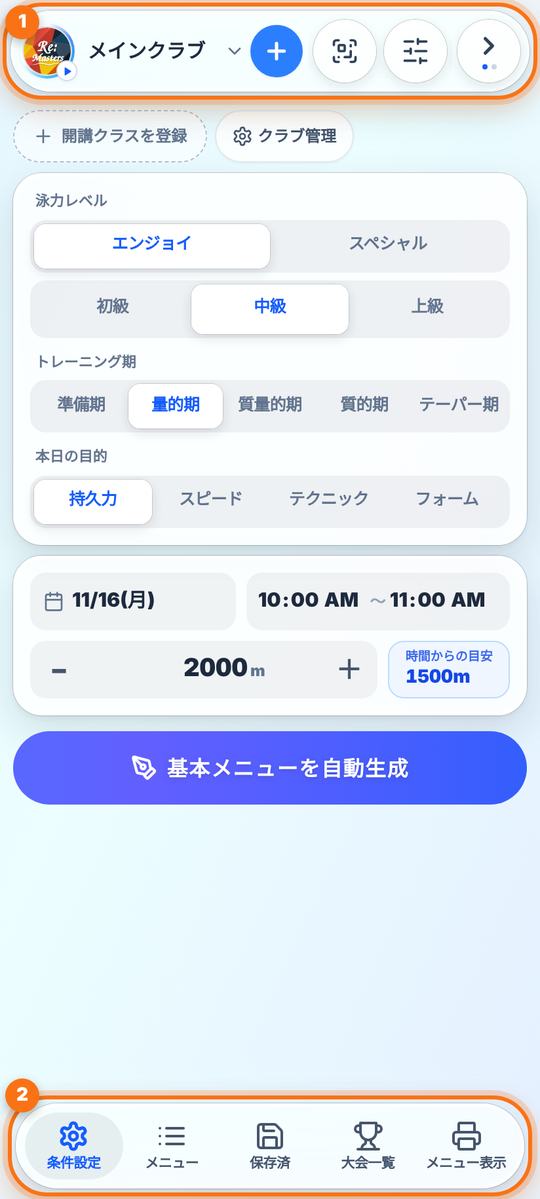 1
Re:
Masters
メインクラブ
開講クラスを登録
クラブ管理
泳力レベル
エンジョイ スペシャル
初級 中級 上級
トレーニング期
準備期 量的期 質量的期 質的期 テーパー期
本日の目的
持久力 スピード テクニック フォーム
11/16(月) 10:00 AM ～11:00 AM
− 2000m +
時間からの目安
1500m
基本メニューを自動生成
2
条件設定 メニュー 保存済 大会一覧 メニュー表示